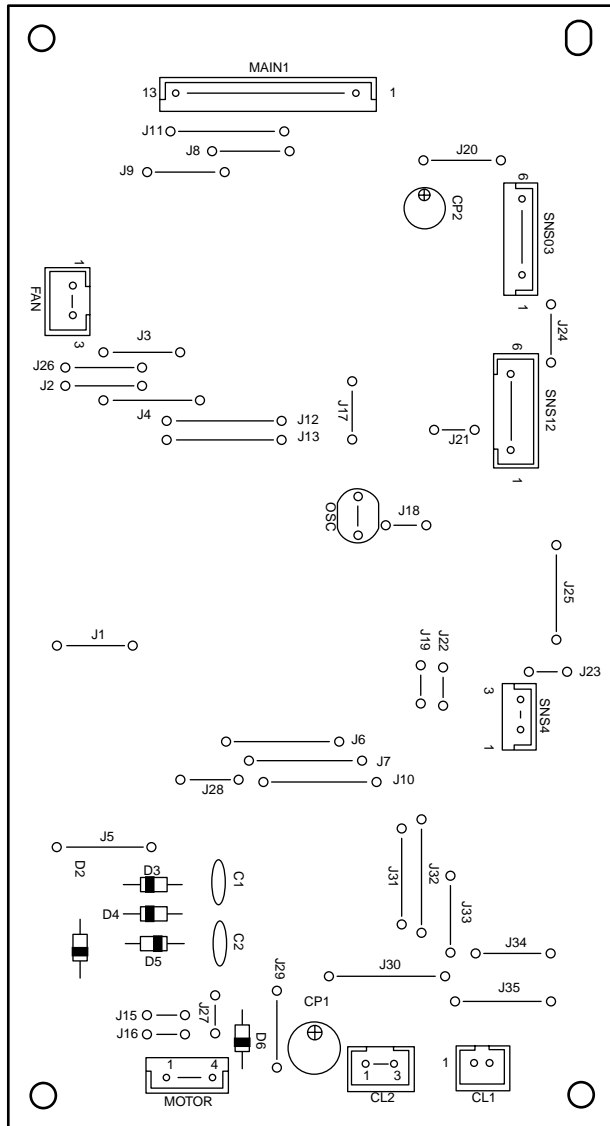 MAIN1
13 1
J11
J8
J9
J20
CP2
6
SNS03
1
FAN
1
3
J3
J24
J26
J2
J4
J17
6
SNS12
1
J12
J13
J21
OSC
J18
J25
J1
J19
J22
J23
3
SNS4
1
J6
J7
J28
J10
J5
D2
D3
C1
J31
J32
J33
D4
D5
C2
J34
J30
J29
CP1
J35
J15
J27
J16
D6
1 4
MOTOR
1 3
CL2
1
CL1